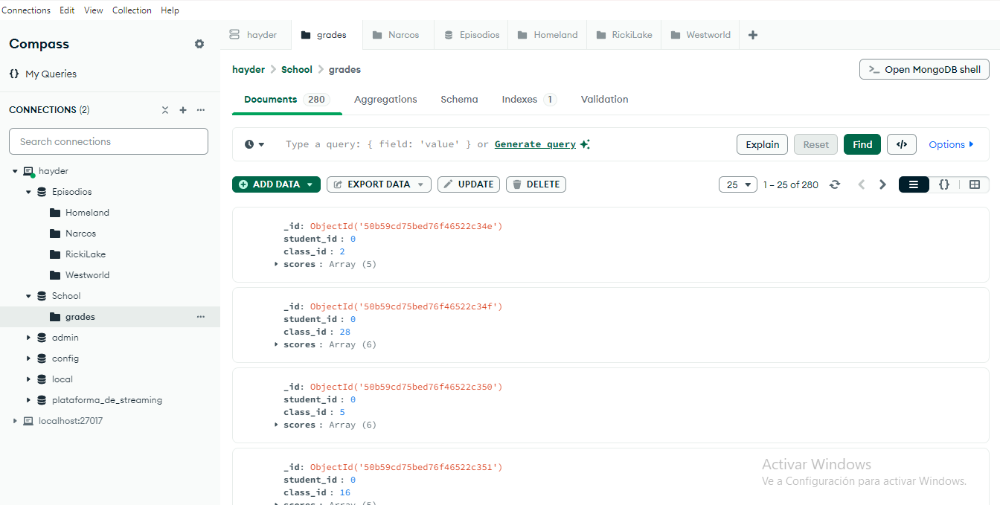 Connections Edit View Collection Help
Compass
{} My Queries
CONNECTIONS (2)
Search connections
hayder
Episodios
Homeland
Narcos
RickiLake
Westworld
School
grades
admin
config
local
plataforma_de_streaming
localhost:27017
hayder grades Narcos Episodios Homeland RickiLake Westworld
hayder > School > grades
>_ Open MongoDB shell
Documents 280 Aggregations Schema Indexes 1 Validation
Type a query: { field: 'value' } or Generate query
Explain Reset Find </> Options
ADD DATA EXPORT DATA UPDATE DELETE
25 1 – 25 of 280 {}
_id: ObjectId('50b59cd75bed76f46522c34e')
student_id : 0
class_id : 2
scores : Array (5)
_id: ObjectId('50b59cd75bed76f46522c34f')
student_id : 0
class_id : 28
scores : Array (6)
_id: ObjectId('50b59cd75bed76f46522c350')
student_id : 0
class_id : 5
scores : Array (6)
_id: ObjectId('50b59cd75bed76f46522c351')
student_id : 0
class_id : 16
scores : Array (5)
Activar Windows
Ve a Configuración para activar Windows.